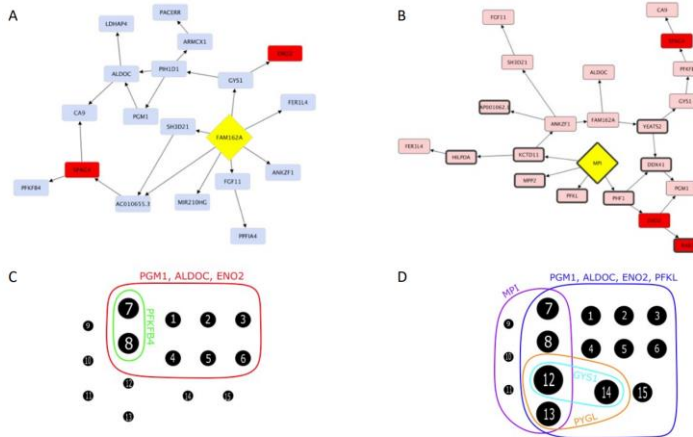 A
LDHAP4
PACERR
ARMCX1
ALDOC
PIH1D1
GYS1
FER1L4
PGM1
CA9
SH3D21
FAM162A
ANKZF1
PFKFB4
AC010655.3
MIR210HG
FGF11
PPFIA4
B
CA9
FGF11
SH3D21
ALDOC
GYS1
ANKZF1
FAM162A
YEATS2
FER1L4
HILPDA
KCTD11
MPI
DDX41
MPP2
PFKL
PHF1
PGM1
C
PGM1, ALDOC, ENO2
PFKFB4
7
8
1
2
3
4
5
6
9
10
11
12
13
14
15
D
PGM1, ALDOC, ENO2, PFKL
MPI
7
8
1
2
3
4
5
6
9
10
11
12
GYS1
14
15
13
PYGL